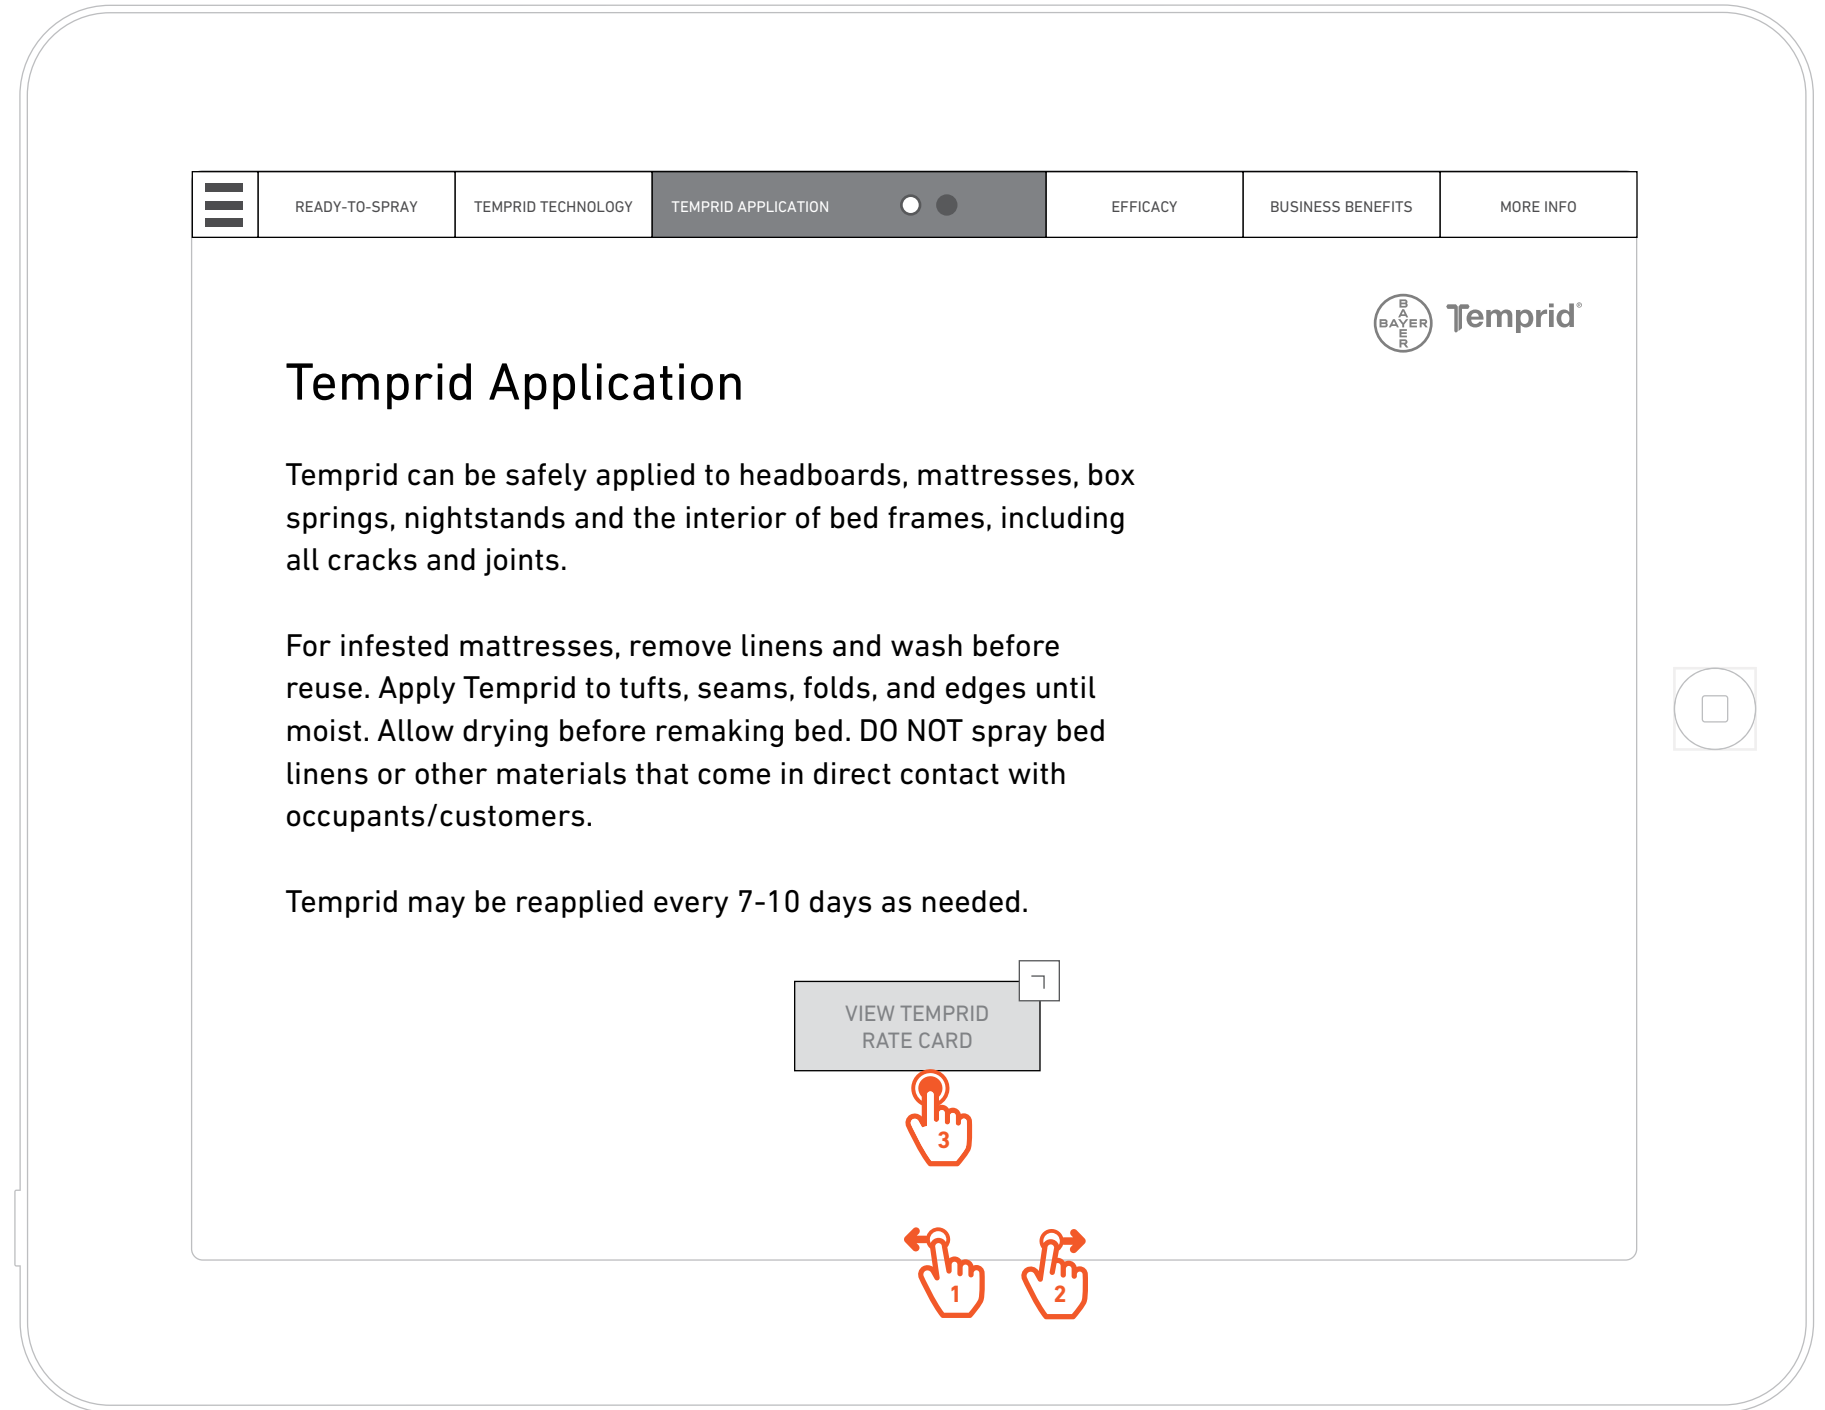 READY-TO-SPRAY
TEMPRID TECHNOLOGY
TEMPRID APPLICATION
EFFICACY
BUSINESS BENEFITS
MORE INFO
BAYER
BAYER
Temprid®
Temprid Application
Temprid can be safely applied to headboards, mattresses, box
springs, nightstands and the interior of bed frames, including
all cracks and joints.
For infested mattresses, remove linens and wash before
reuse. Apply Temprid to tufts, seams, folds, and edges until
moist. Allow drying before remaking bed. DO NOT spray bed
linens or other materials that come in direct contact with
occupants/customers.
Temprid may be reapplied every 7-10 days as needed.
VIEW TEMPRID
RATE CARD
3
1
2